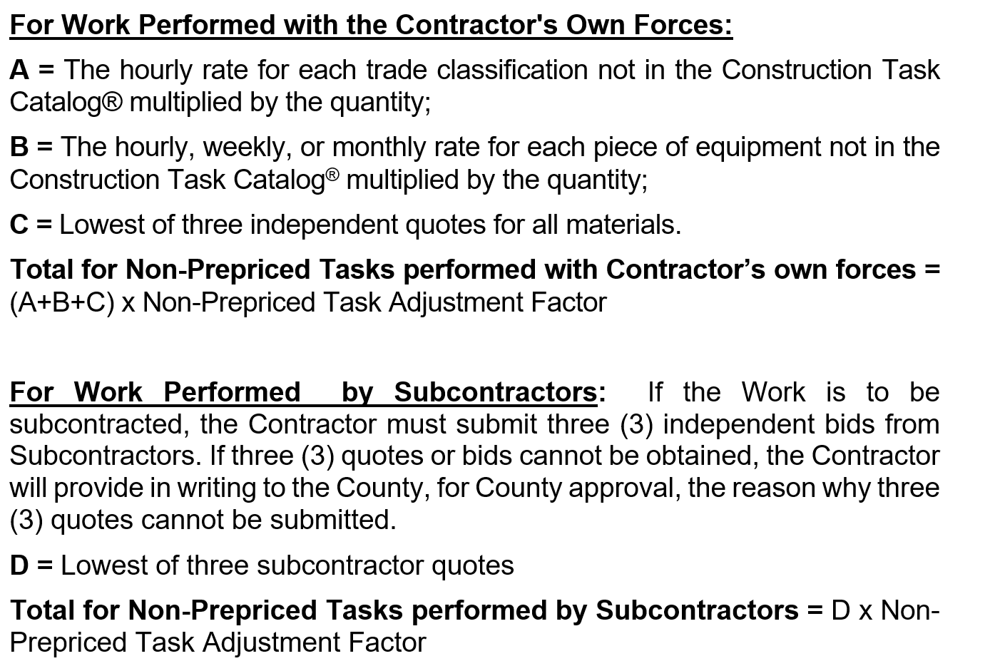 For Work Performed with the Contractor's Own Forces:
A = The hourly rate for each trade classification not in the Construction Task
Catalog® multiplied by the quantity;
B = The hourly, weekly, or monthly rate for each piece of equipment not in the
Construction Task Catalog® multiplied by the quantity;
C = Lowest of three independent quotes for all materials.
Total for Non-Prepriced Tasks performed with Contractor’s own forces =
(A+B+C) x Non-Prepriced Task Adjustment Factor
For Work Performed by Subcontractors: If the Work is to be
subcontracted, the Contractor must submit three (3) independent bids from
Subcontractors. If three (3) quotes or bids cannot be obtained, the Contractor
will provide in writing to the County, for County approval, the reason why three
(3) quotes cannot be submitted.
D = Lowest of three subcontractor quotes
Total for Non-Prepriced Tasks performed by Subcontractors = D x Non-
Prepriced Task Adjustment Factor